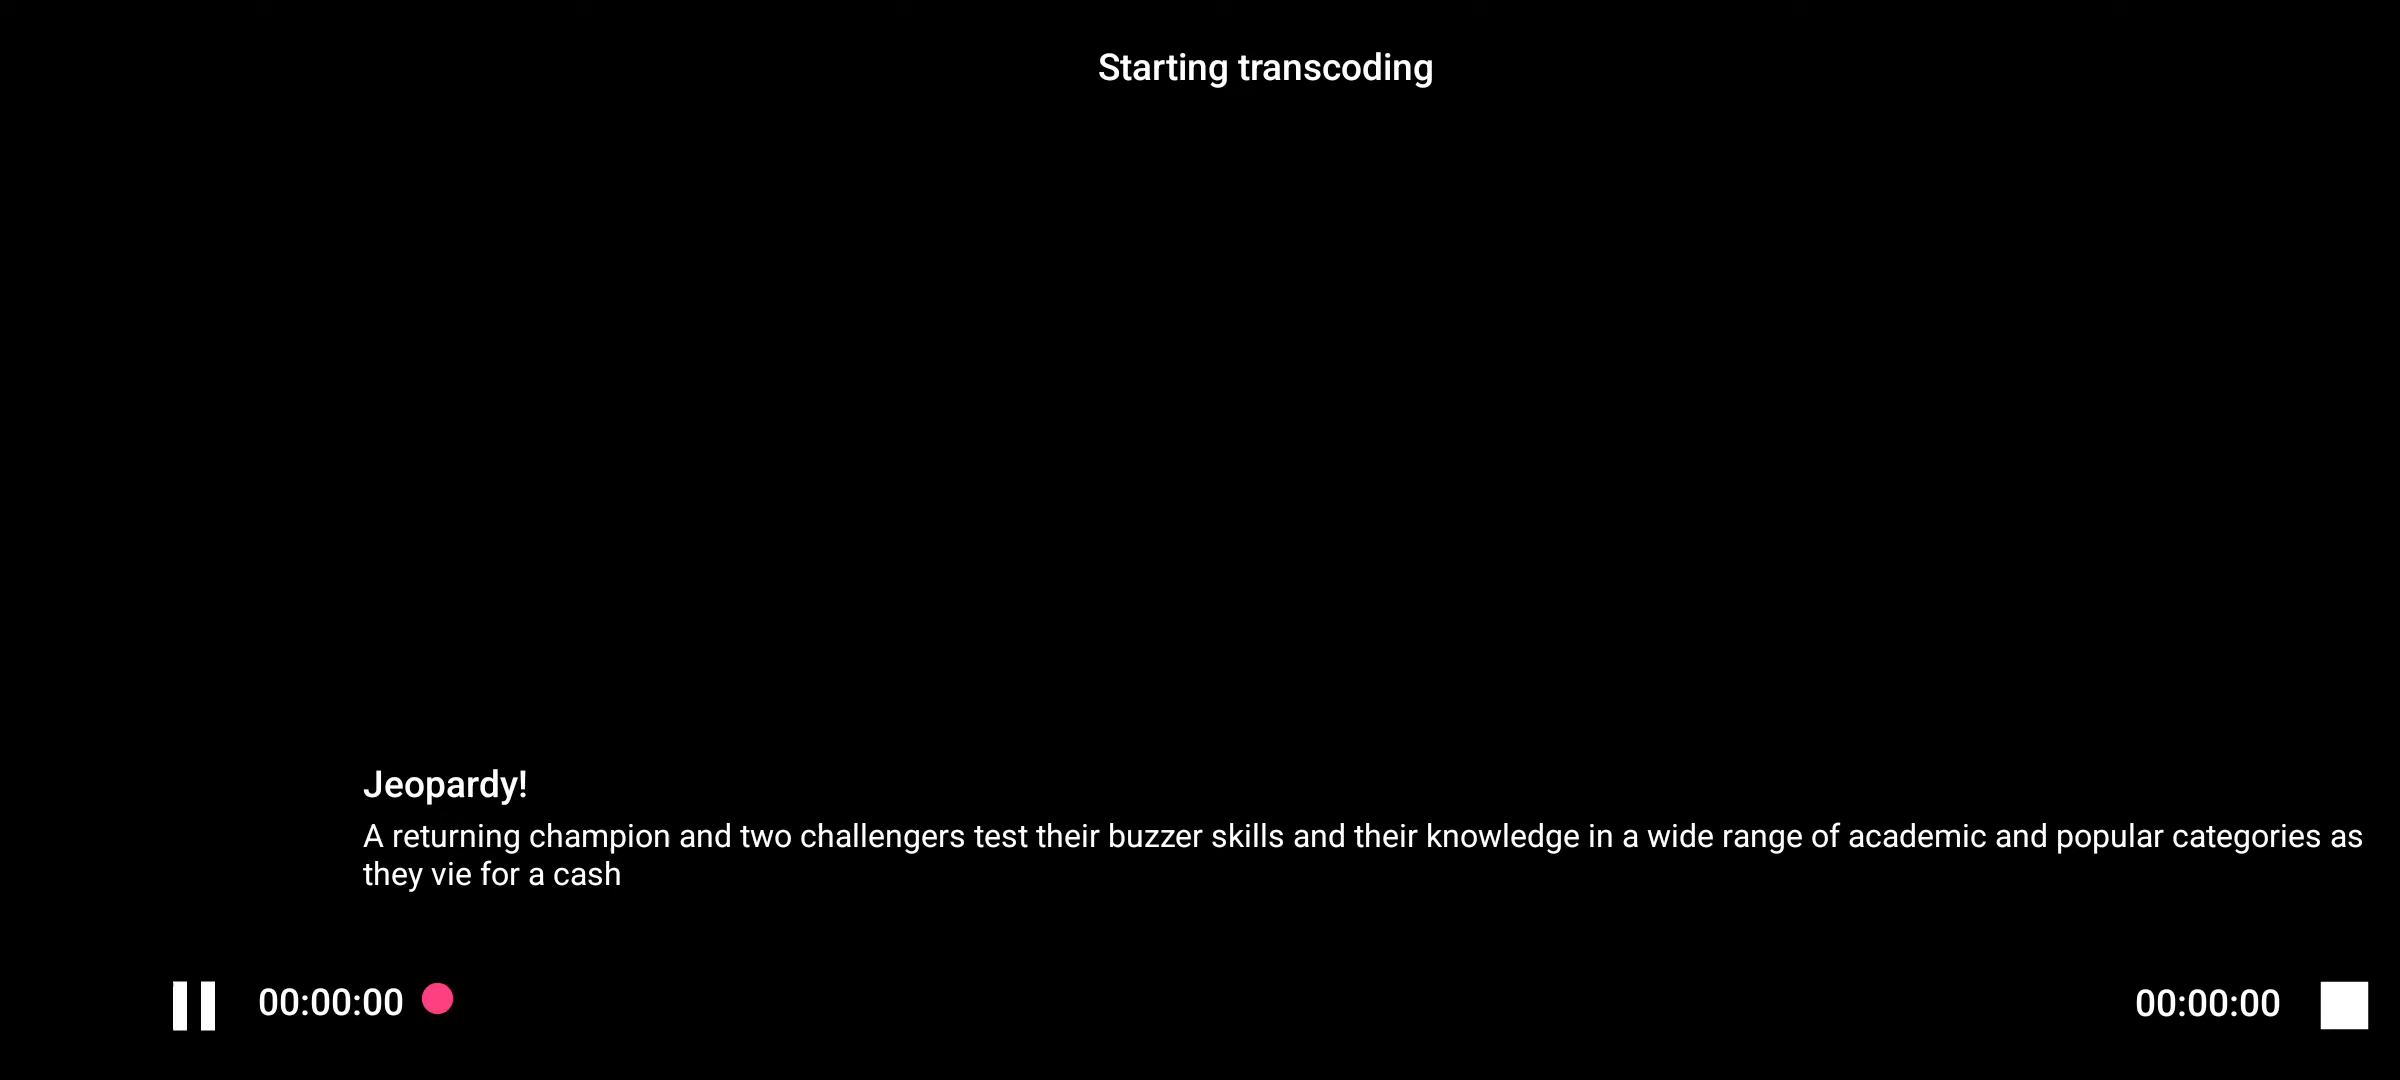 Starting transcoding
Jeopardy!
A returning champion and two challengers test their buzzer skills and their knowledge in a wide range of academic and popular categories as
they vie for a cash
00:00:00
00:00:00